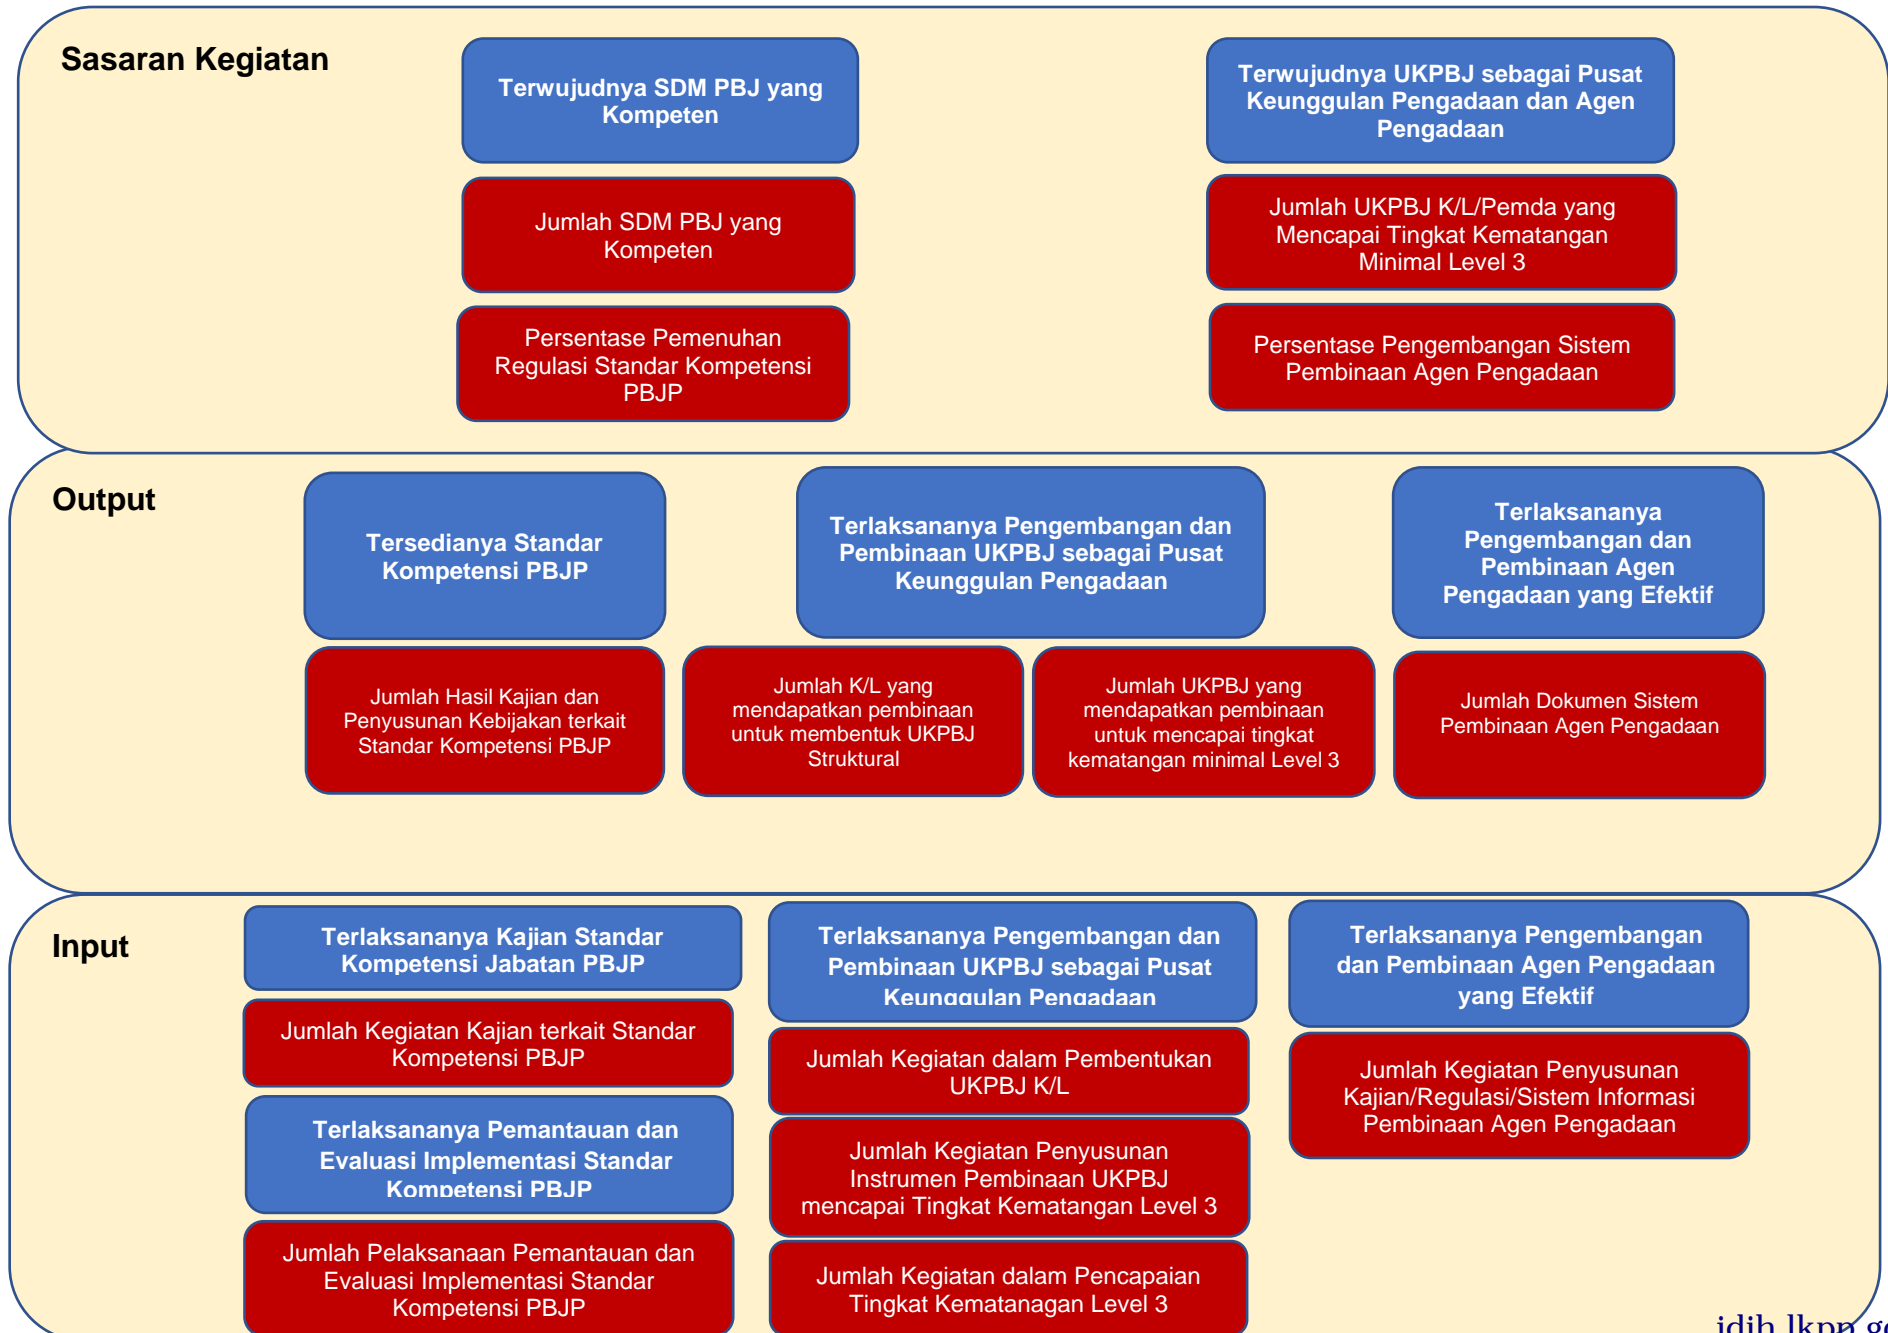 Sasaran Kegiatan
Terwujudnya SDM PBJ yang
Kompeten
Terwujudnya UKPBJ sebagai Pusat
Keunggulan Pengadaan dan Agen
Pengadaan
Jumlah SDM PBJ yang
Kompeten
Jumlah UKPBJ K/L/Pemda yang
Mencapai Tingkat Kematangan
Minimal Level 3
Persentase Pemenuhan
Regulasi Standar Kompetensi
PBJP
Persentase Pengembangan Sistem
Pembinaan Agen Pengadaan
Output
Tersedianya Standar
Kompetensi PBJP
Terlaksananya Pengembangan dan
Pembinaan UKPBJ sebagai Pusat
Keunggulan Pengadaan
Terlaksananya
Pengembangan dan
Pembinaan Agen
Pengadaan yang Efektif
Jumlah Hasil Kajian dan
Penyusunan Kebijakan terkait
Standar Kompetensi PBJP
Jumlah K/L yang
mendapatkan pembinaan
untuk membentuk UKPBJ
Struktural
Jumlah UKPBJ yang
mendapatkan pembinaan
untuk mencapai tingkat
kematangan minimal Level 3
Jumlah Dokumen Sistem
Pembinaan Agen Pengadaan
Input
Terlaksananya Kajian Standar
Kompetensi Jabatan PBJP
Jumlah Kegiatan Kajian terkait Standar
Kompetensi PBJP
Terlaksananya Pemantauan dan
Evaluasi Implementasi Standar
Kompetensi PBJP
Jumlah Pelaksanaan Pemantauan dan
Evaluasi Implementasi Standar
Kompetensi PBJP
Terlaksananya Pengembangan dan
Pembinaan UKPBJ sebagai Pusat
Keunggulan Pengadaan
Jumlah Kegiatan dalam Pembentukan
UKPBJ K/L
Jumlah Kegiatan Penyusunan
Instrumen Pembinaan UKPBJ
mencapai Tingkat Kematangan Level 3
Jumlah Kegiatan dalam Pencapaian
Tingkat Kematanagan Level 3
Terlaksananya Pengembangan
dan Pembinaan Agen Pengadaan
yang Efektif
Jumlah Kegiatan Penyusunan
Kajian/Regulasi/Sistem Informasi
Pembinaan Agen Pengadaan